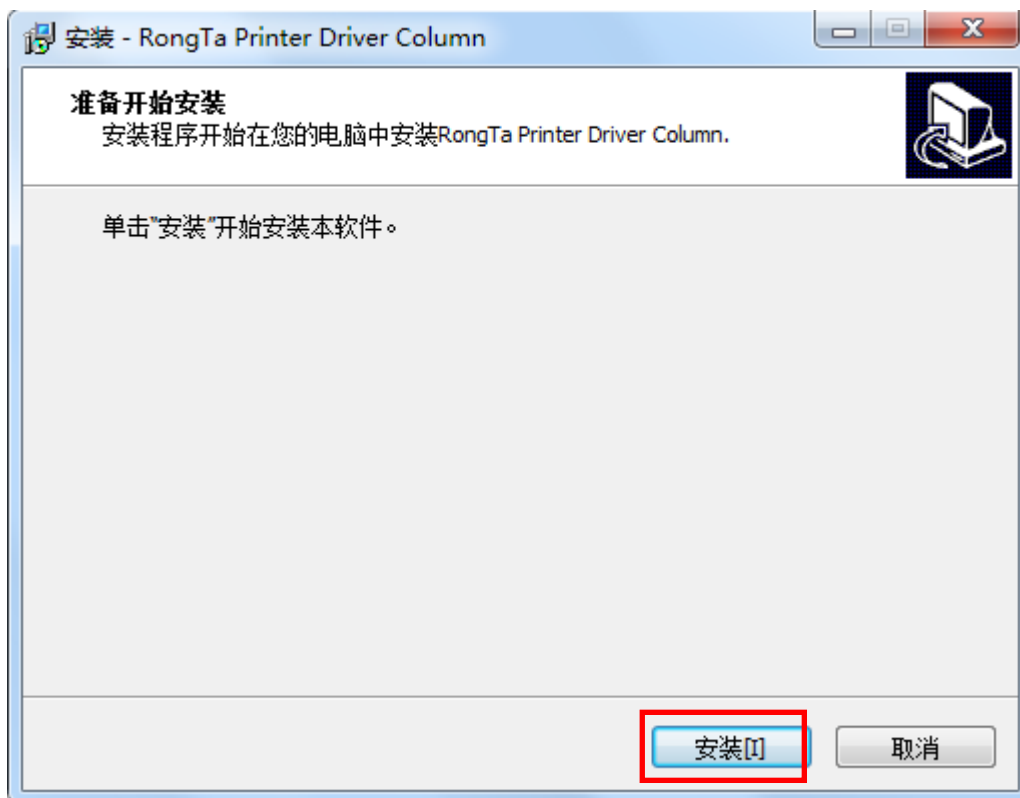 安装 - RongTa Printer Driver Column
准备开始安装
安装程序开始在您的电脑中安装RongTa Printer Driver Column.
单击"安装"开始安装本软件。
安装[I]
取消